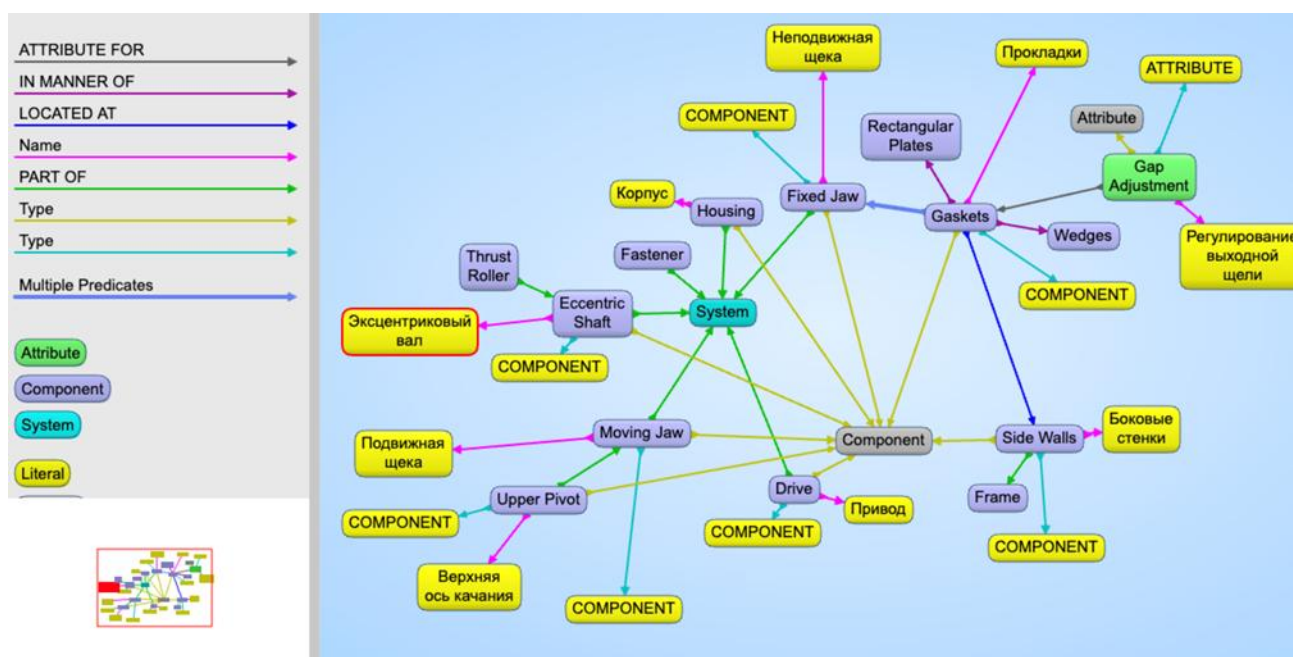 ATTRIBUTE FOR
IN MANNER OF
LOCATED AT
Name
PART OF
Type
Type
Multiple Predicates
Attribute
Component
System
Literal
Неподвижная
щека
Прокладки
ATTRIBUTE
COMPONENT
Rectangular
Plates
Attribute
Gap
Adjustment
Корпус
Housing
Fixed Jaw
Gaskets
Wedges
Регулирование
выходной
щели
Thrust
Roller
Fastener
COMPONENT
Эксцентриковый
вал
Eccentric
Shaft
System
COMPONENT
Подвижная
щека
Moving Jaw
Component
Side Walls
Боковые
стенки
Upper Pivot
Drive
Frame
COMPONENT
Привод
COMPONENT
COMPONENT
Верхняя
ось качания
COMPONENT